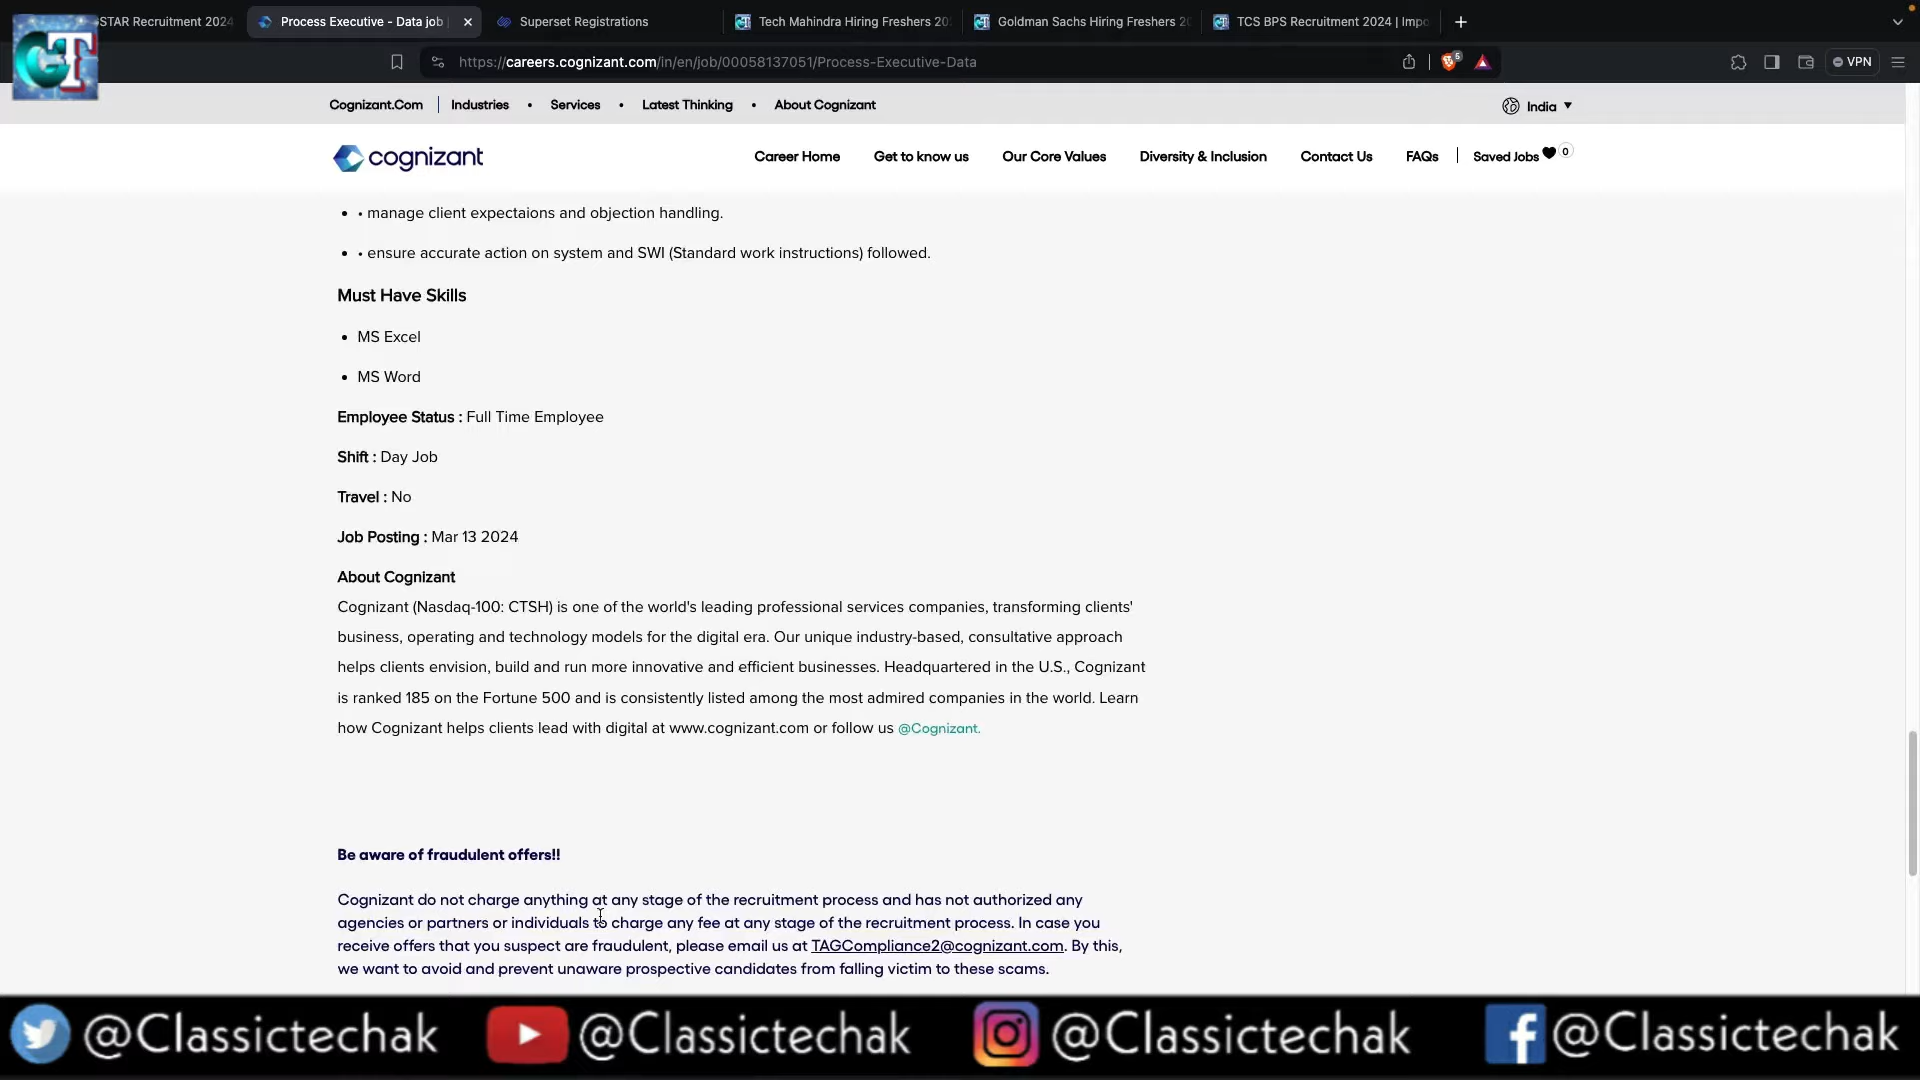 GT
STAR Recruitment 2024
Process Executive - Data job
Superset Registrations
Tech Mahindra Hiring Freshers 20
Goldman Sachs Hiring Freshers 20
TCS BPS Recruitment 2024 | Impo
https://careers.cognizant.com/in/en/job/00058137051/Process-Executive-Data
5
VPN
Cognizant.Com | Industries • Services • Latest Thinking • About Cognizant
India
cognizant
Career Home
Get to know us
Our Core Values
Diversity & Inclusion
Contact Us
FAQs
Saved Jobs
0
• • manage client expectaions and objection handling.
• • ensure accurate action on system and SWI (Standard work instructions) followed.
Must Have Skills
• MS Excel
• MS Word
Employee Status : Full Time Employee
Shift : Day Job
Travel : No
Job Posting : Mar 13 2024
About Cognizant
Cognizant (Nasdaq-100: CTSH) is one of the world's leading professional services companies, transforming clients'
business, operating and technology models for the digital era. Our unique industry-based, consultative approach
helps clients envision, build and run more innovative and efficient businesses. Headquartered in the U.S., Cognizant
is ranked 185 on the Fortune 500 and is consistently listed among the most admired companies in the world. Learn
how Cognizant helps clients lead with digital at www.cognizant.com or follow us @Cognizant.
Be aware of fraudulent offers!!
Cognizant do not charge anything at any stage of the recruitment process and has not authorized any
agencies or partners or individuals to charge any fee at any stage of the recruitment process. In case you
receive offers that you suspect are fraudulent, please email us at TAGCompliance2@cognizant.com. By this,
we want to avoid and prevent unaware prospective candidates from falling victim to these scams.
@Classictechak
@Classictechak
@Classictechak
@Classictechak